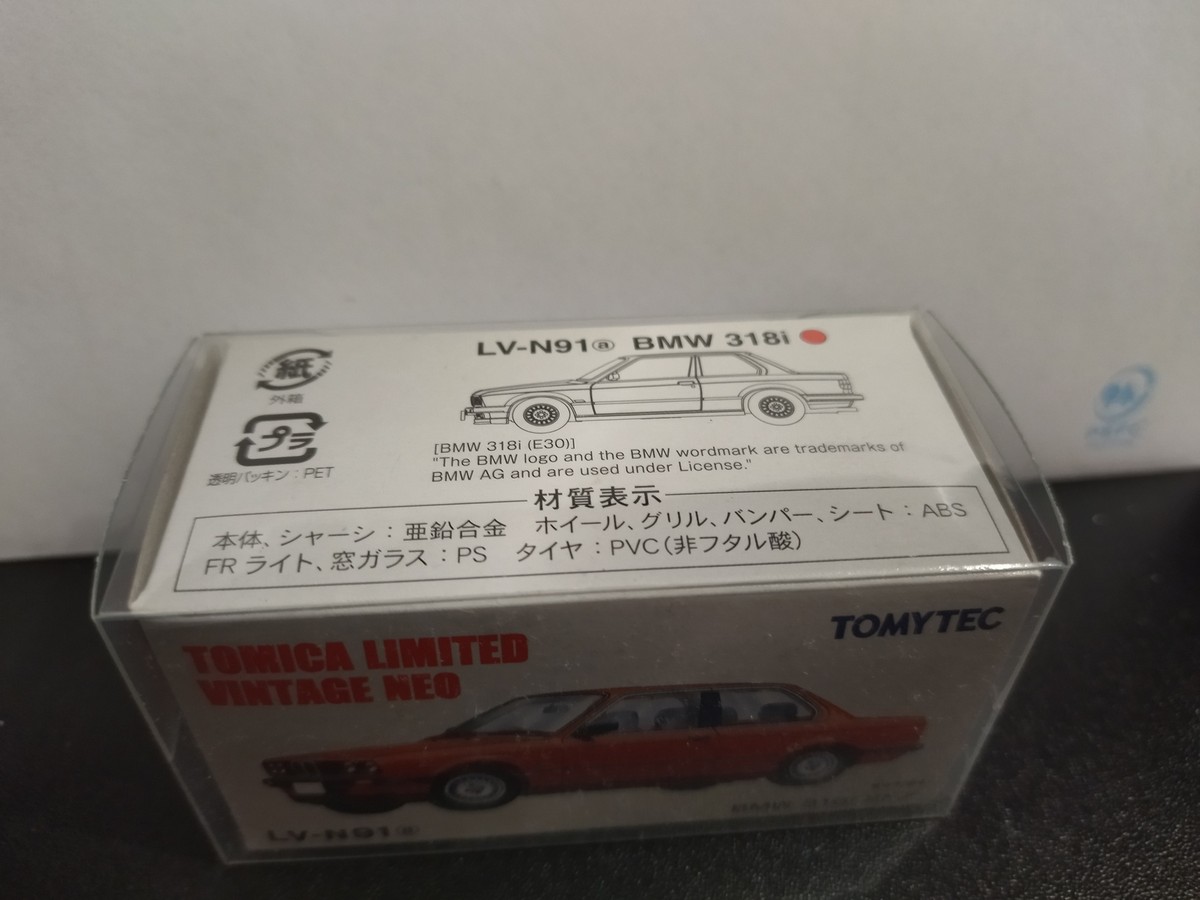 LV-N91ⓐ BMW 318i
紙
外箱
プラ
透明パッキン：PET
[BMW 318i (E30)]
"The BMW logo and the BMW wordmark are trademarks of
BMW AG and are used under License."
材質表示
本体、シャーシ：亜鉛合金 ホイール、グリル、バンパー、シート：ABS
FR ライト、窓ガラス：PS タイヤ：PVC（非フタル酸）
TOMYTEC
TOMICA LIMITED
VINTAGE NEO
LV-N91ⓐ